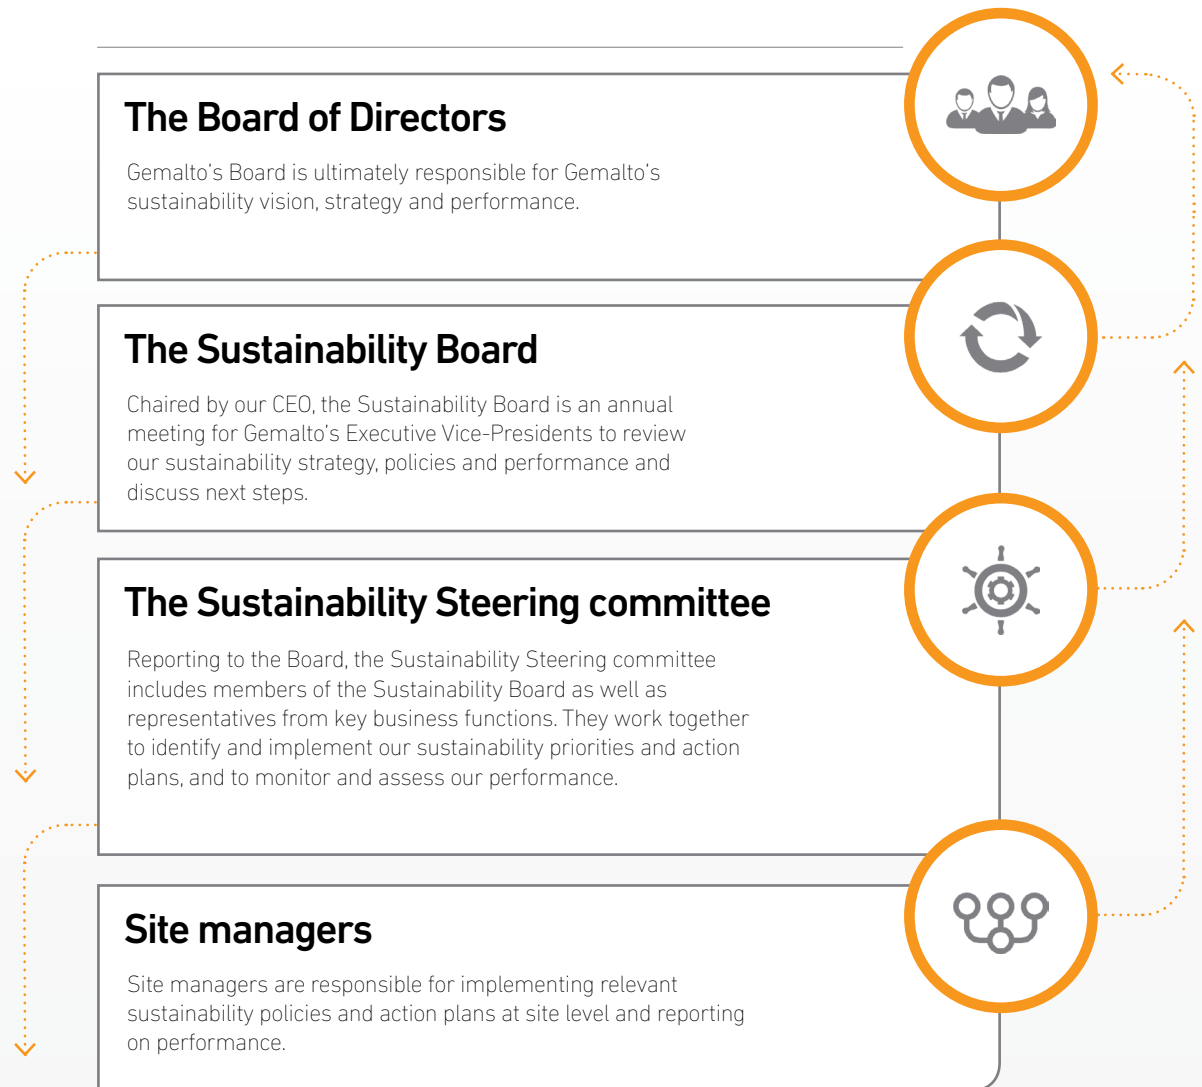 The Board of Directors
Gemalto’s Board is ultimately responsible for Gemalto’s
sustainability vision, strategy and performance.
The Sustainability Board
Chaired by our CEO, the Sustainability Board is an annual
meeting for Gemalto’s Executive Vice-Presidents to review
our sustainability strategy, policies and performance and
discuss next steps.
The Sustainability Steering committee
Reporting to the Board, the Sustainability Steering committee
includes members of the Sustainability Board as well as
representatives from key business functions. They work together
to identify and implement our sustainability priorities and action
plans, and to monitor and assess our performance.
Site managers
Site managers are responsible for implementing relevant
sustainability policies and action plans at site level and reporting
on performance.